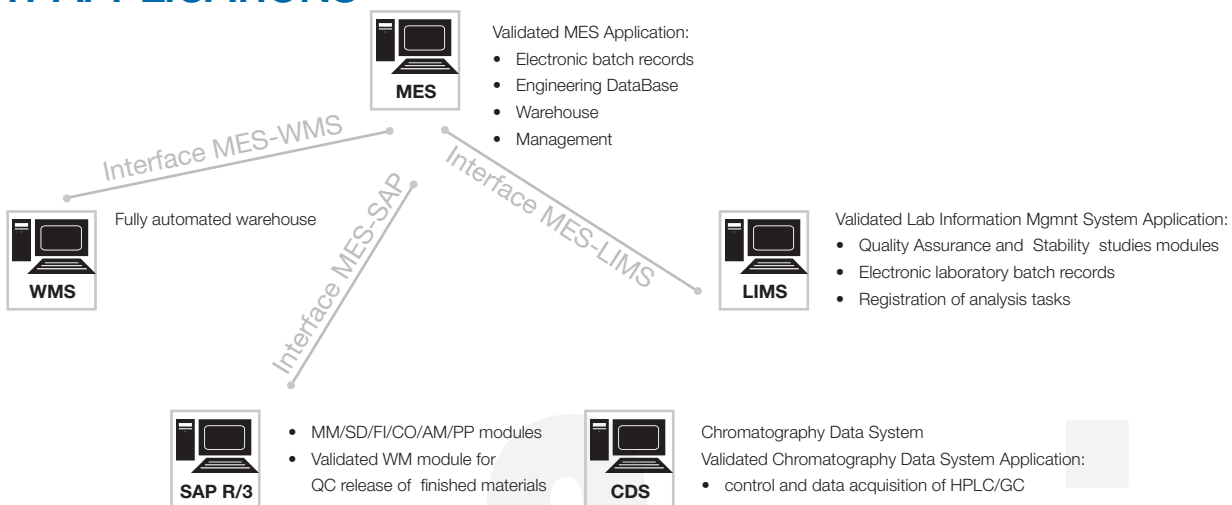 IT APPLICATIONS
MES
Validated MES Application:
• Electronic batch records
• Engineering DataBase
• Warehouse
• Management
Interface MES-WMS
Interface MES-SAP
Interface MES-LIMS
WMS
Fully automated warehouse
LIMS
Validated Lab Information Mgmnt System Application:
• Quality Assurance and Stability studies modules
• Electronic laboratory batch records
• Registration of analysis tasks
SAP R/3
• MM/SD/FI/CO/AM/PP modules
• Validated WM module for
QC release of finished materials
CDS
Chromatography Data System
Validated Chromatography Data System Application:
• control and data acquisition of HPLC/GC